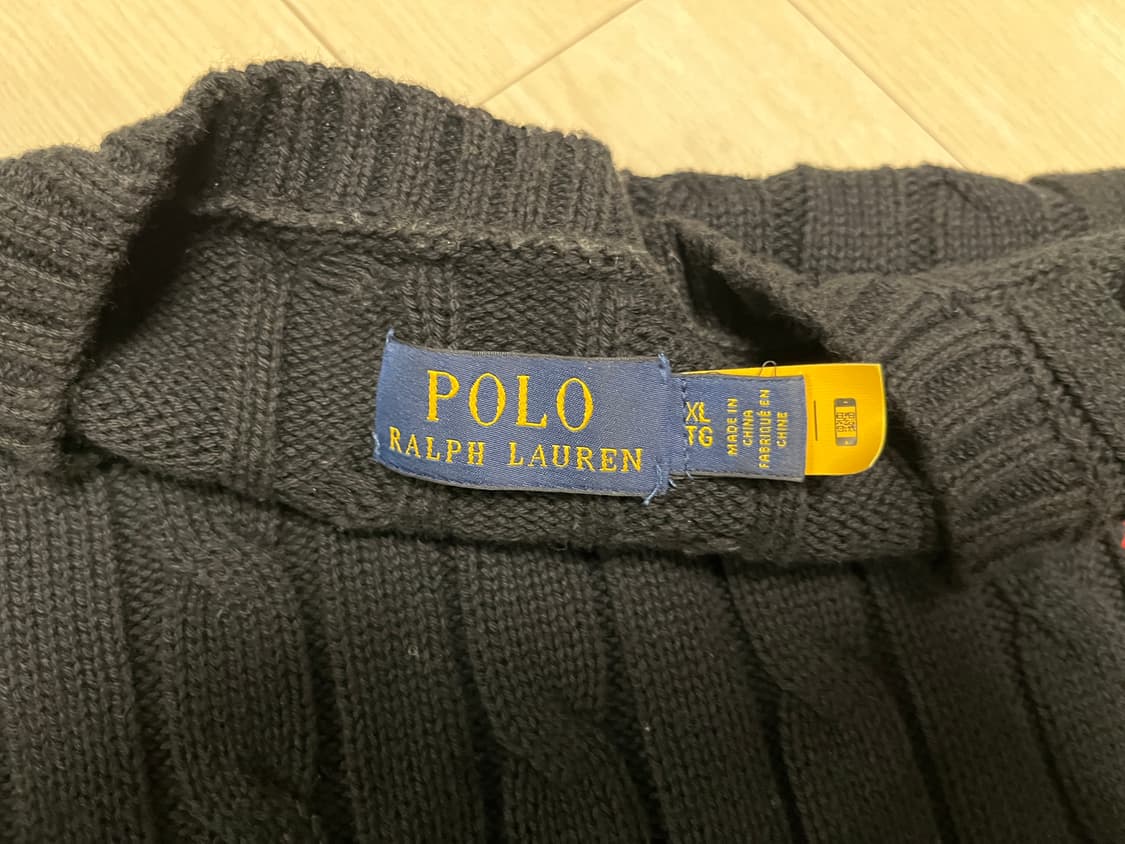 POLO
RALPH LAUREN
XL
TG
MADE IN
CHINA
FABRIQUÉ EN
CHINE